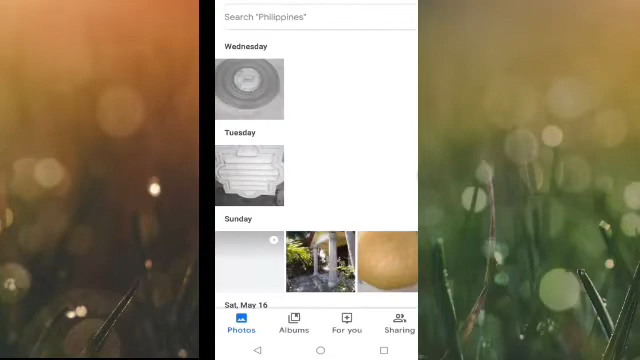 Search "Philippines"
Wednesday
Tuesday
Sunday
Sat, May 16
Photos
Albums
For you
Sharing